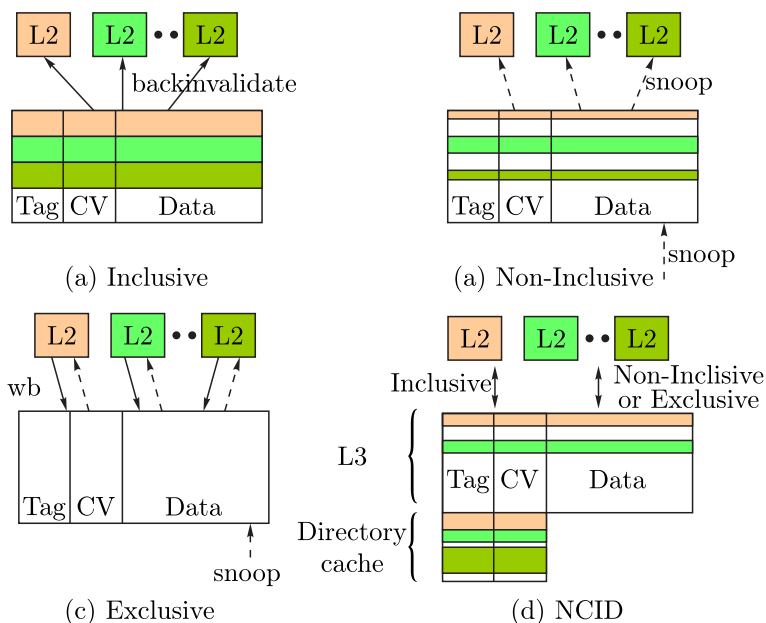 L2 L2 •• L2
backinvalidate
Tag CV Data
(a) Inclusive
L2 L2 •• L2
snoop
Tag CV Data
snoop
(a) Non-Inclusive
L2 L2 •• L2
wb
Tag CV Data
snoop
(c) Exclusive
L2 L2 •• L2
Inclusive
Non-Inclisive
or Exclusive
L3
Tag CV Data
Directory
cache
(d) NCID